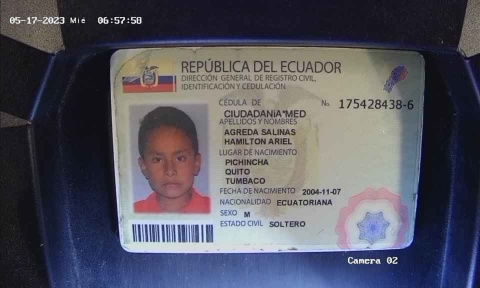 05-17-2023 Mié 06:57:58
REPÚBLICA DEL ECUADOR
DIRECCIÓN GENERAL DE REGISTRO CIVIL,
IDENTIFICACIÓN Y CEDULACIÓN
CÉDULA DE No 175428438-6
CIUDADANIA*MED
APELLIDOS Y NOMBRES
AGREDA SALINAS
HAMILTON ARIEL
LUGAR DE NACIMIENTO
PICHINCHA
QUITO
TUMBACO
FECHA DE NACIMIENTO 2004-11-07
NACIONALIDAD ECUATORIANA
SEXO M
ESTADO CIVIL SOLTERO
Camera 02